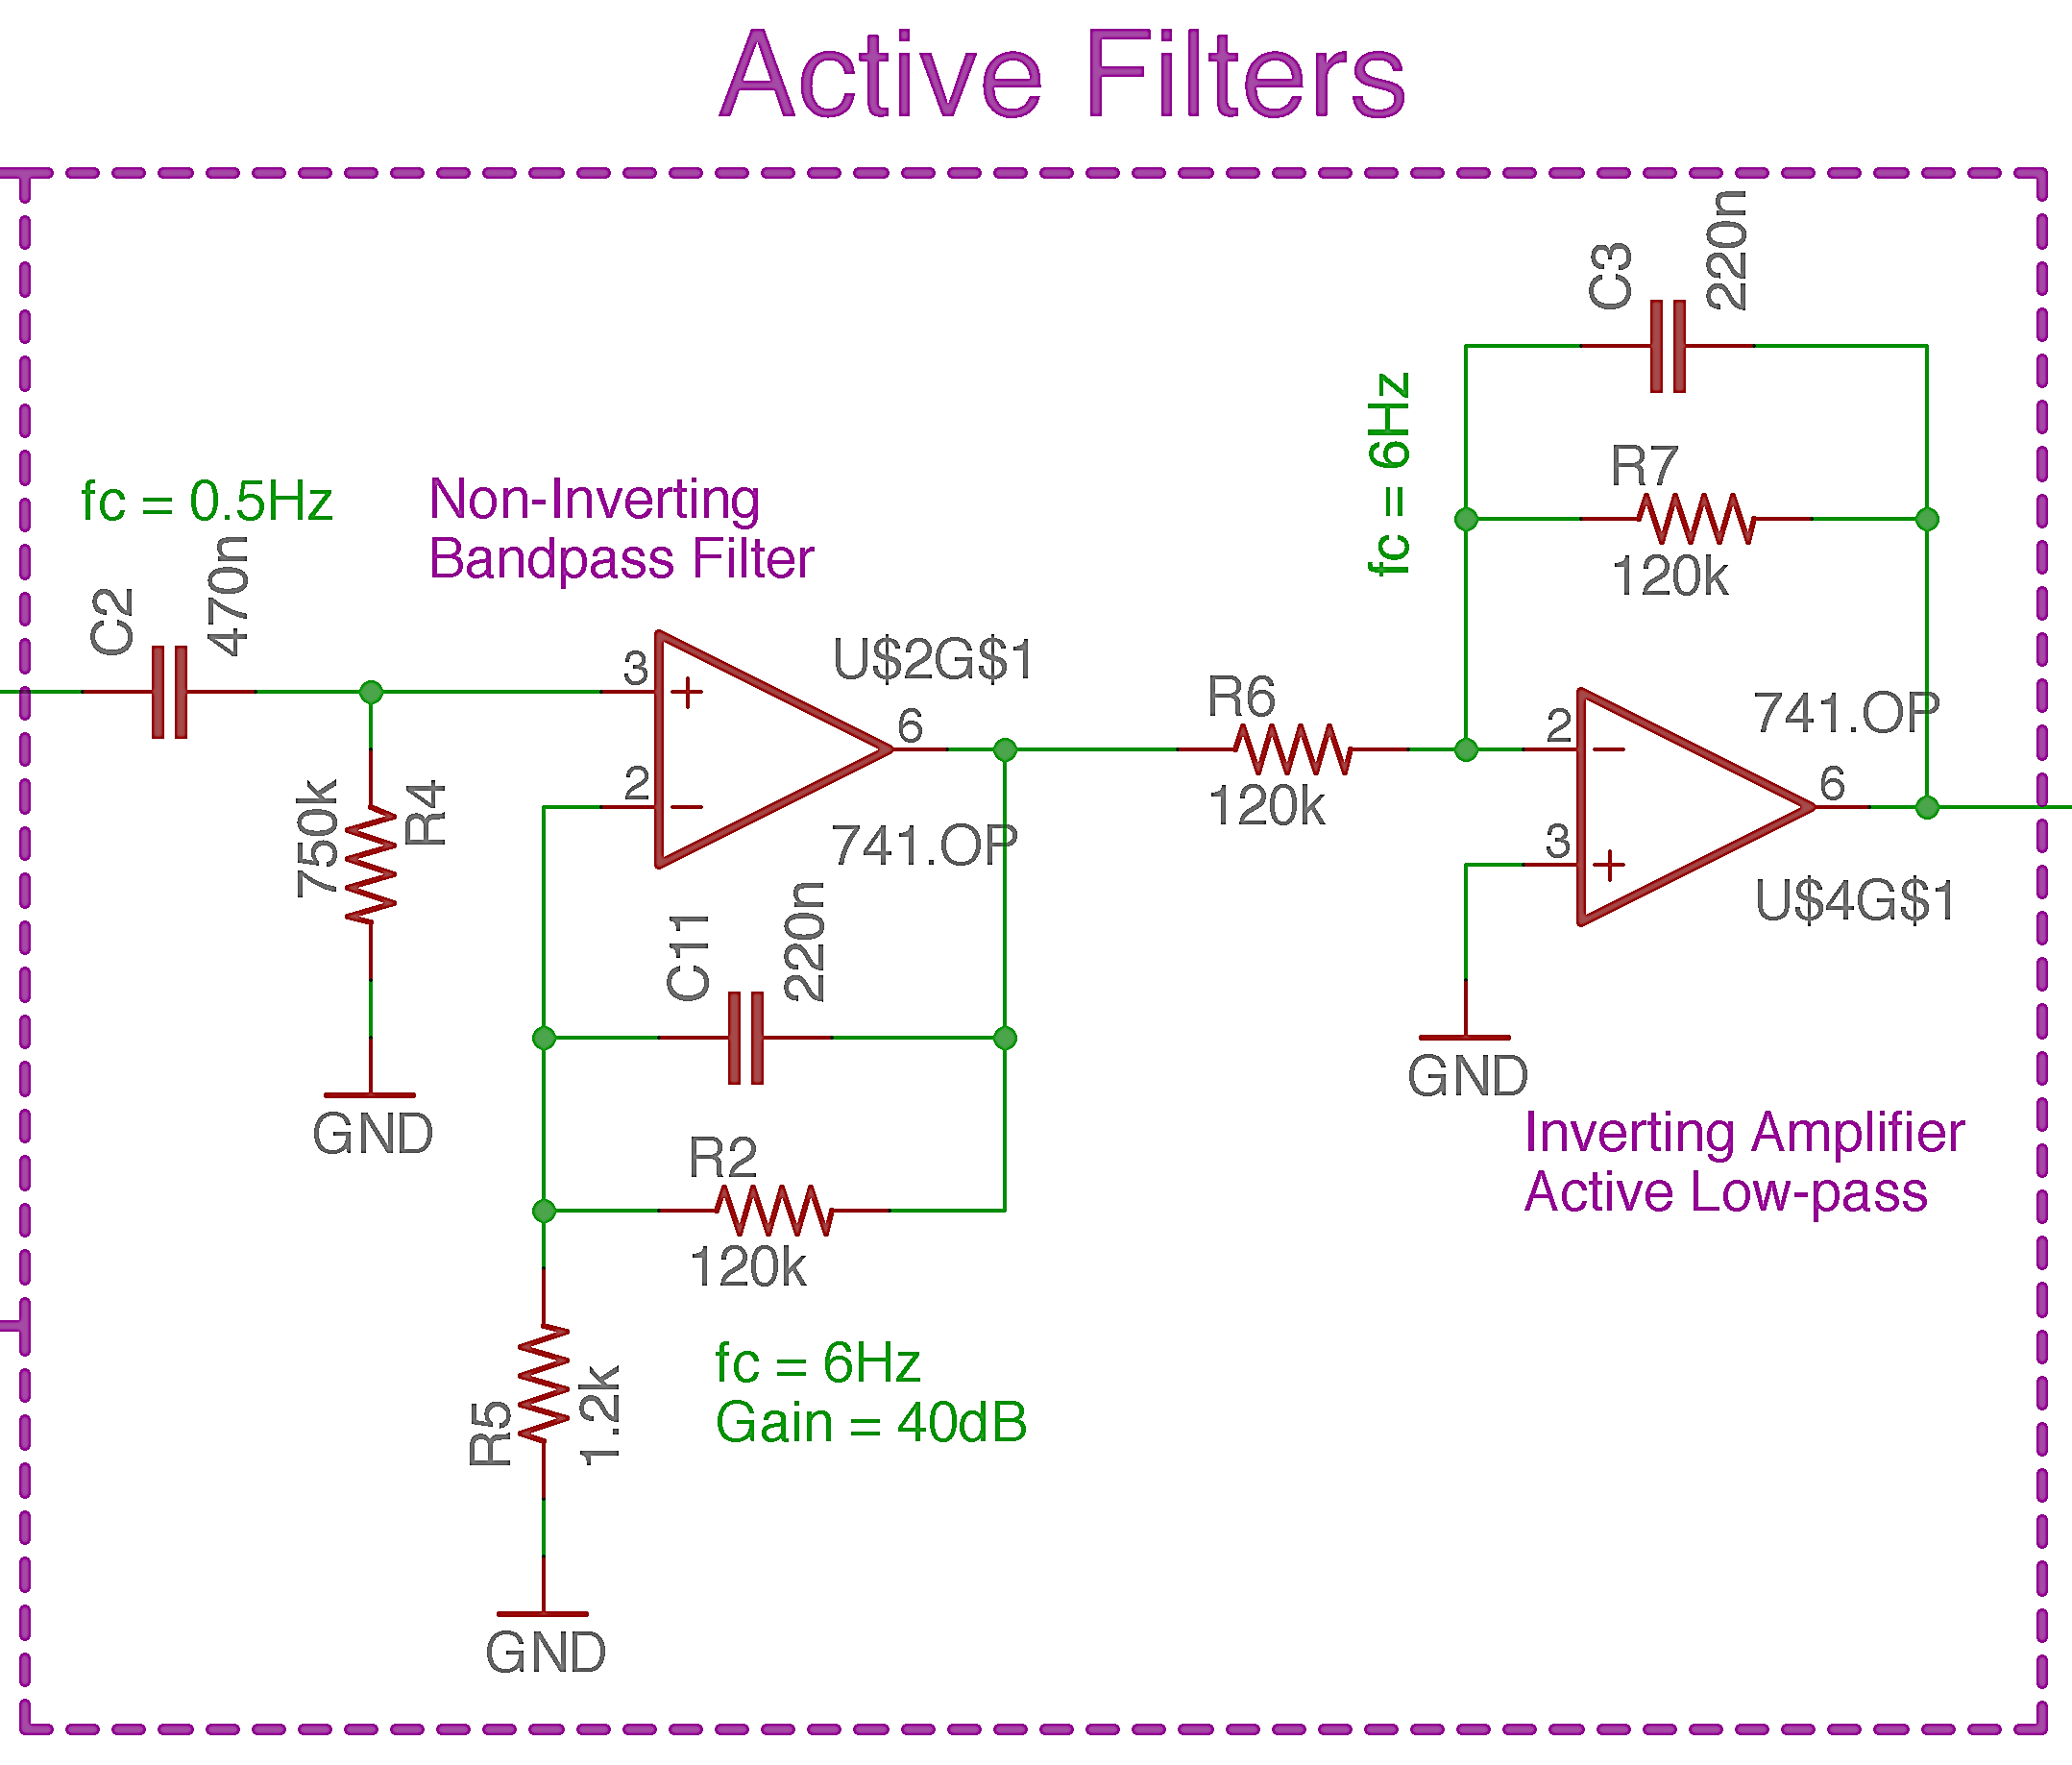 Active Filters
C3
220n
fc = 6Hz
R7
120k
fc = 0.5Hz
C2
470n
Non-Inverting
Bandpass Filter
3
2
6
U$2G$1
741.OP
750k
R4
GND
R6
120k
2
3
6
741.OP
U$4G$1
GND
C11
220n
R2
120k
Inverting Amplifier
Active Low-pass
R5
1.2k
fc = 6Hz
Gain = 40dB
GND